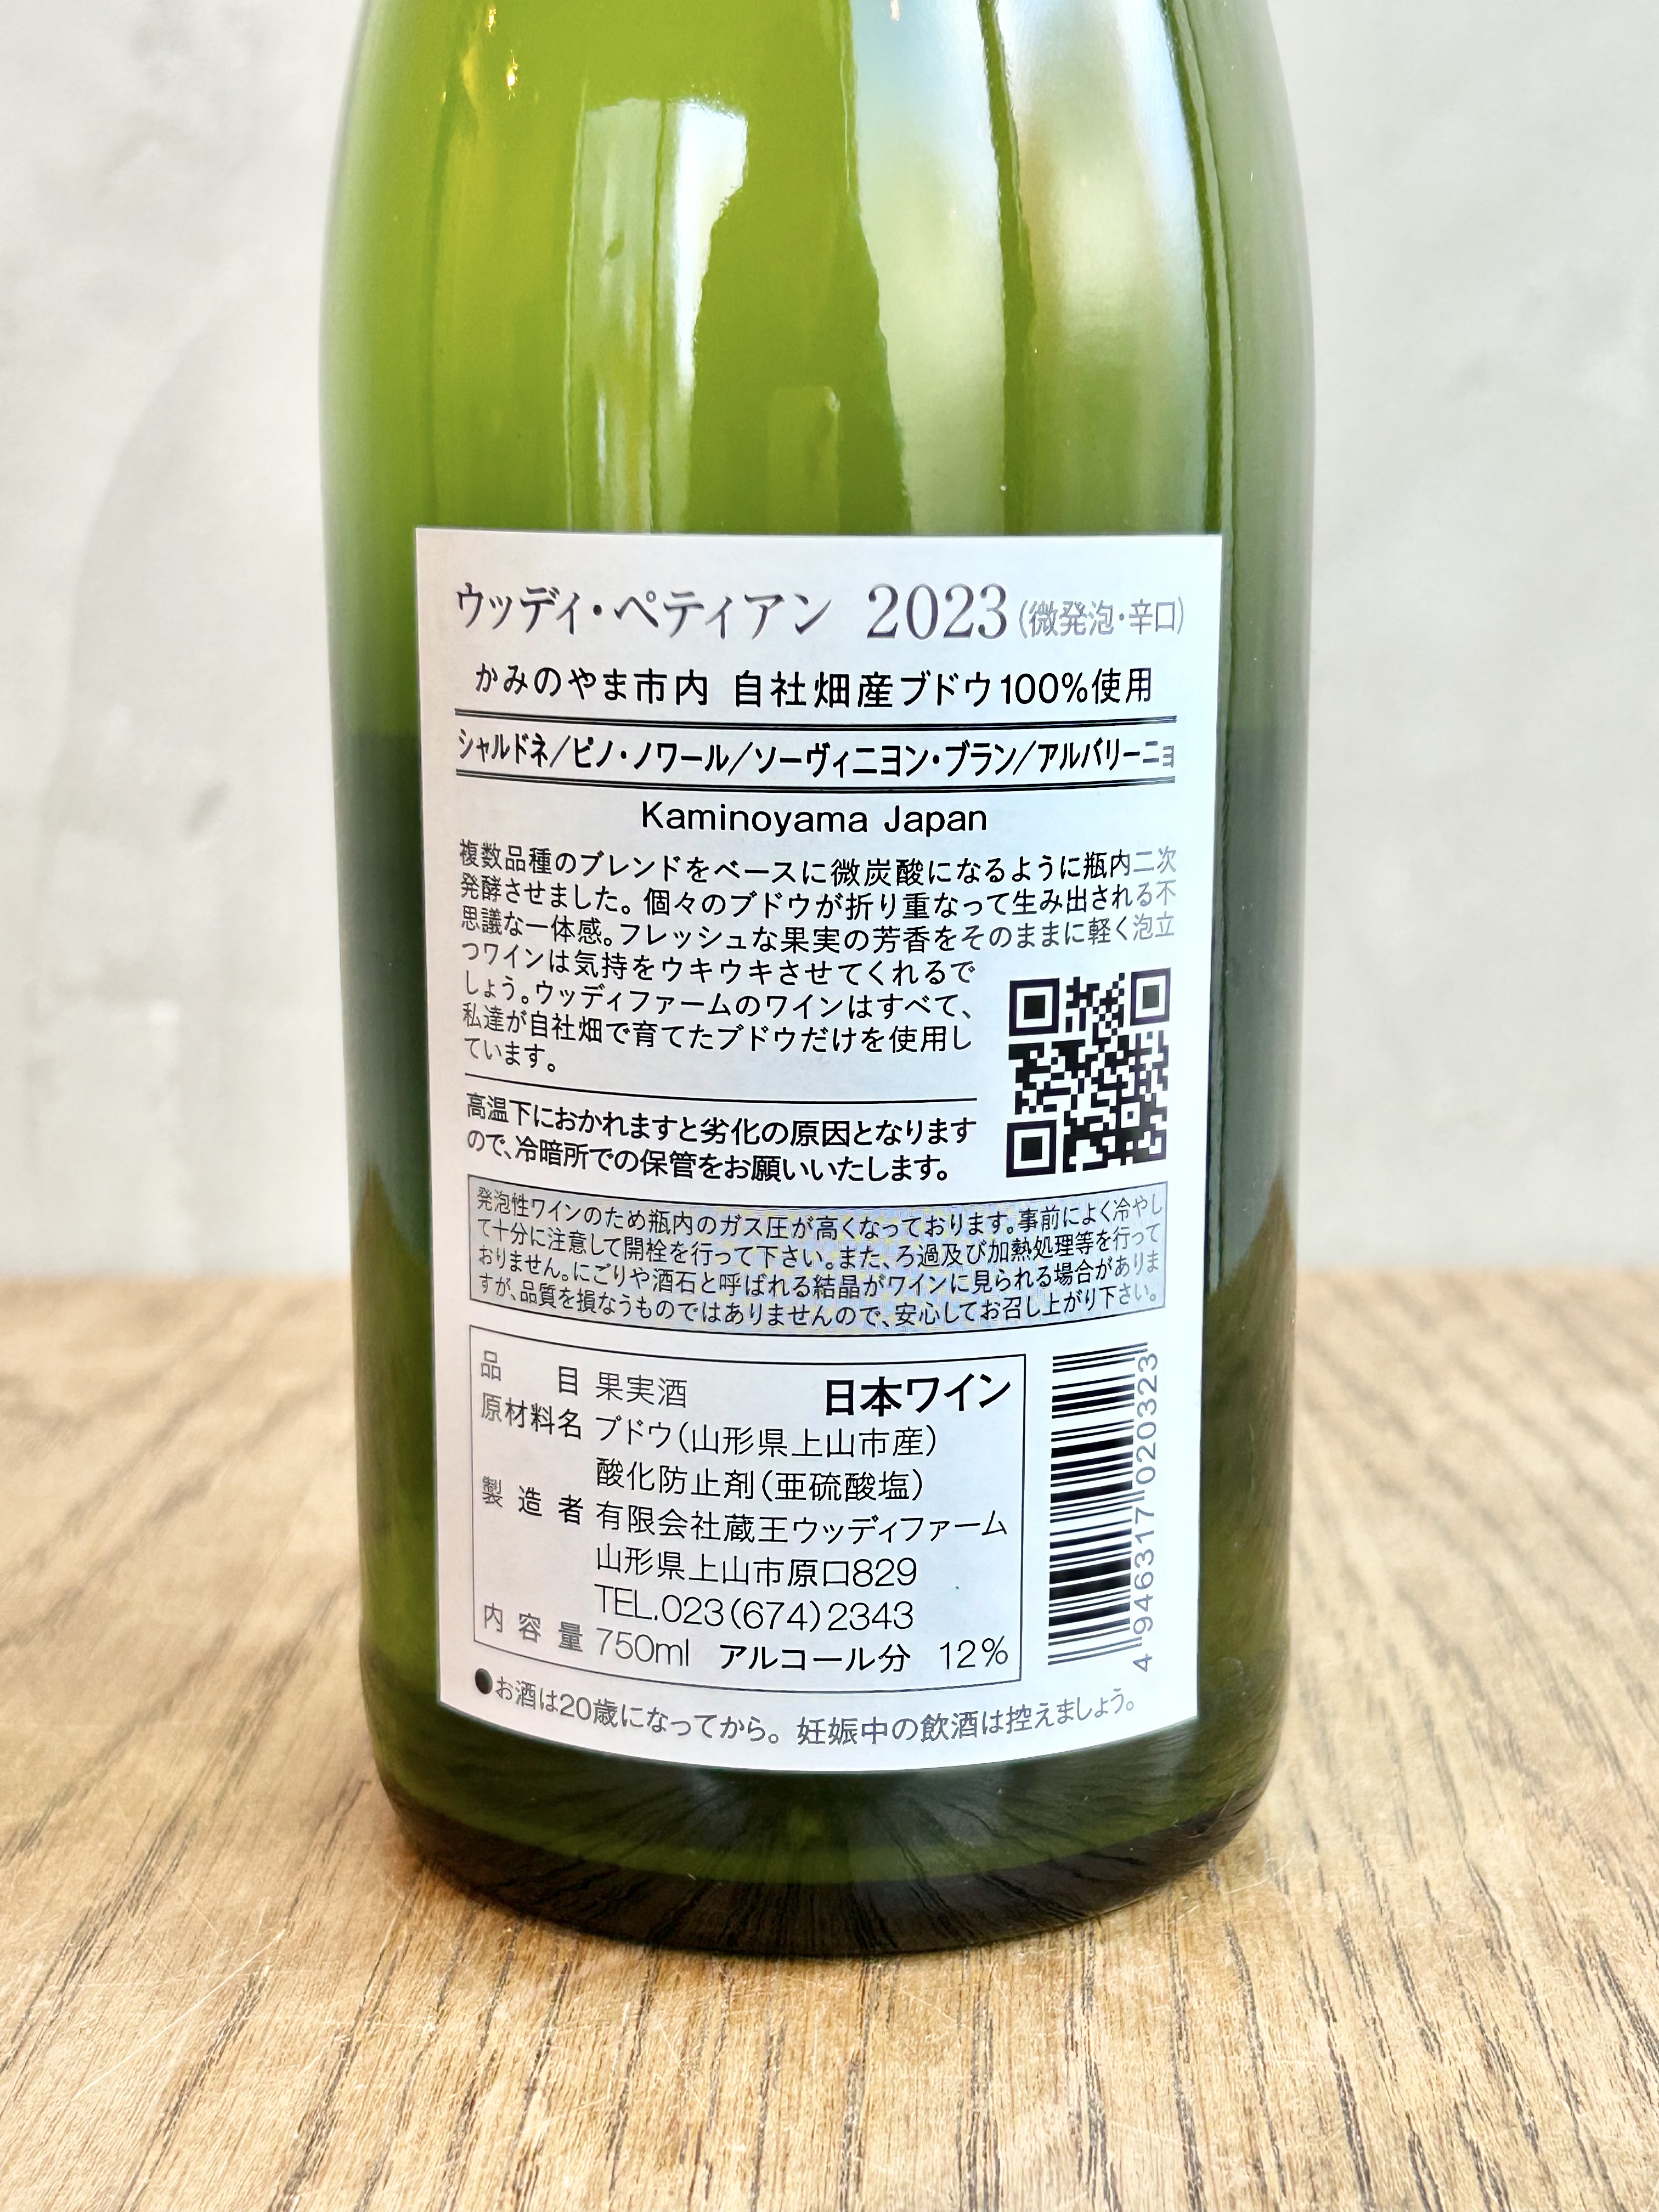 ウッディ・ペティアン 2023(微発泡・辛口)
かみのやま市内 自社畑産ブドウ100%使用
シャルドネ/ピノ・ノワール/ソーヴィニヨン・ブラン/アルバリーニョ
Kaminoyama Japan
複数品種のブレンドをベースに微炭酸になるように瓶内二次
発酵させました。個々のブドウが折り重なって生み出される不
思議な一体感。フレッシュな果実の芳香をそのままに軽く泡立
つワインは気持をウキウキさせてくれるで
しょう。ウッディファームのワインはすべて、
私達が自社畑で育てたブドウだけを使用し
ています。
高温下におかれますと劣化の原因となります
ので、冷暗所での保管をお願いいたします。
発泡性ワインのため瓶内のガス圧が高くなっております。事前によく冷やし
て十分に注意して開栓を行って下さい。また、ろ過及び加熱処理等を行って
おりません。にごりや酒石と呼ばれる結晶がワインに見られる場合がありま
すが、品質を損なうものではありませんので、安心してお召し上がり下さい。
品目 果実酒 日本ワイン
原材料名 ブドウ(山形県上山市産)
酸化防止剤(亜硫酸塩)
製造者 有限会社蔵王ウッディファーム
山形県上山市原口829
TEL.023(674)2343
内容量 750ml アルコール分 12%
4 946317 020323
●お酒は20歳になってから。妊娠中の飲酒は控えましょう。